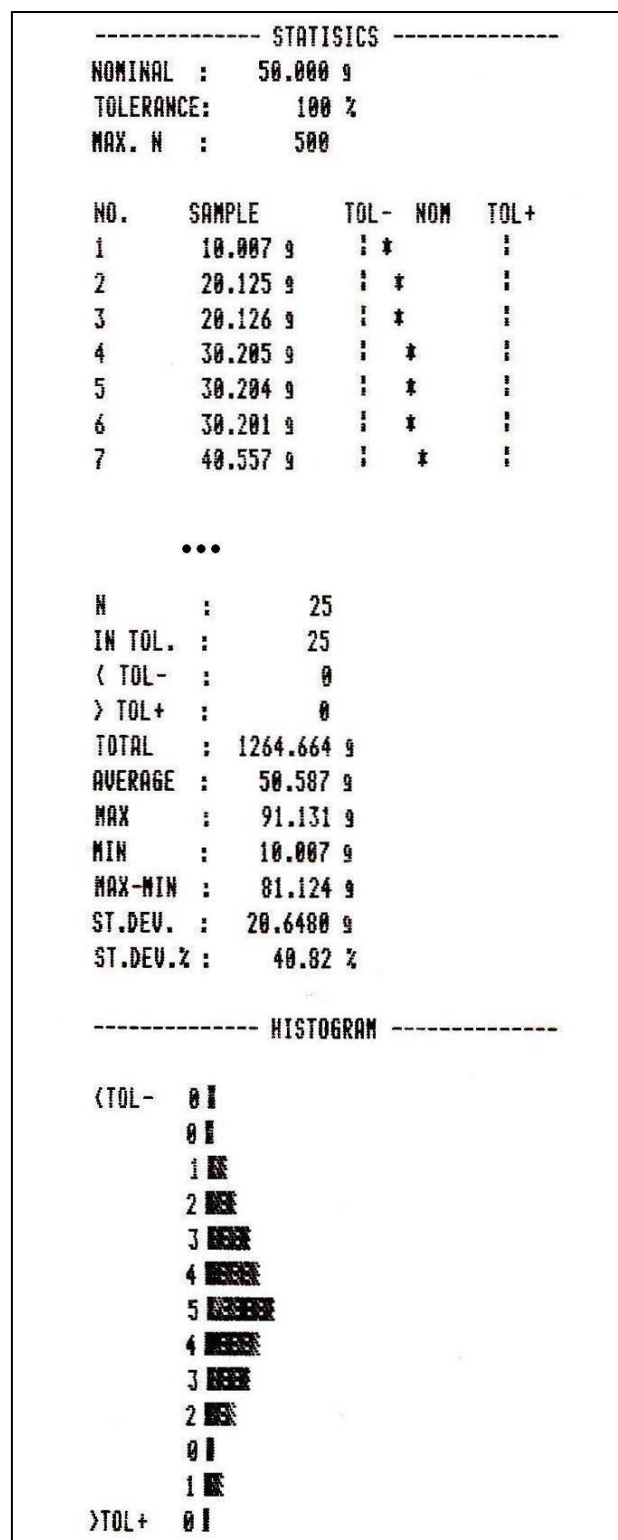 -------------- STATISICS --------------
NOMINAL : 50.000 g
TOLERANCE: 100 %
MAX. N : 500
NO. SAMPLE TOL- NOM TOL+
1 10.007 g ¦ * ¦
2 20.125 g ¦ * ¦
3 20.126 g ¦ * ¦
4 30.205 g ¦ * ¦
5 30.204 g ¦ * ¦
6 30.201 g ¦ * ¦
7 40.557 g ¦ * ¦
...
N : 25
IN TOL. : 25
< TOL- : 0
> TOL+ : 0
TOTAL : 1264.664 g
AVERAGE : 50.587 g
MAX : 91.131 g
MIN : 10.007 g
MAX-MIN : 81.124 g
ST.DEV. : 20.6480 g
ST.DEV.% : 40.82 %
-------------- HISTOGRAM --------------
<TOL- 0
0
1
2
3
4
5
4
3
2
0
1
>TOL+ 0